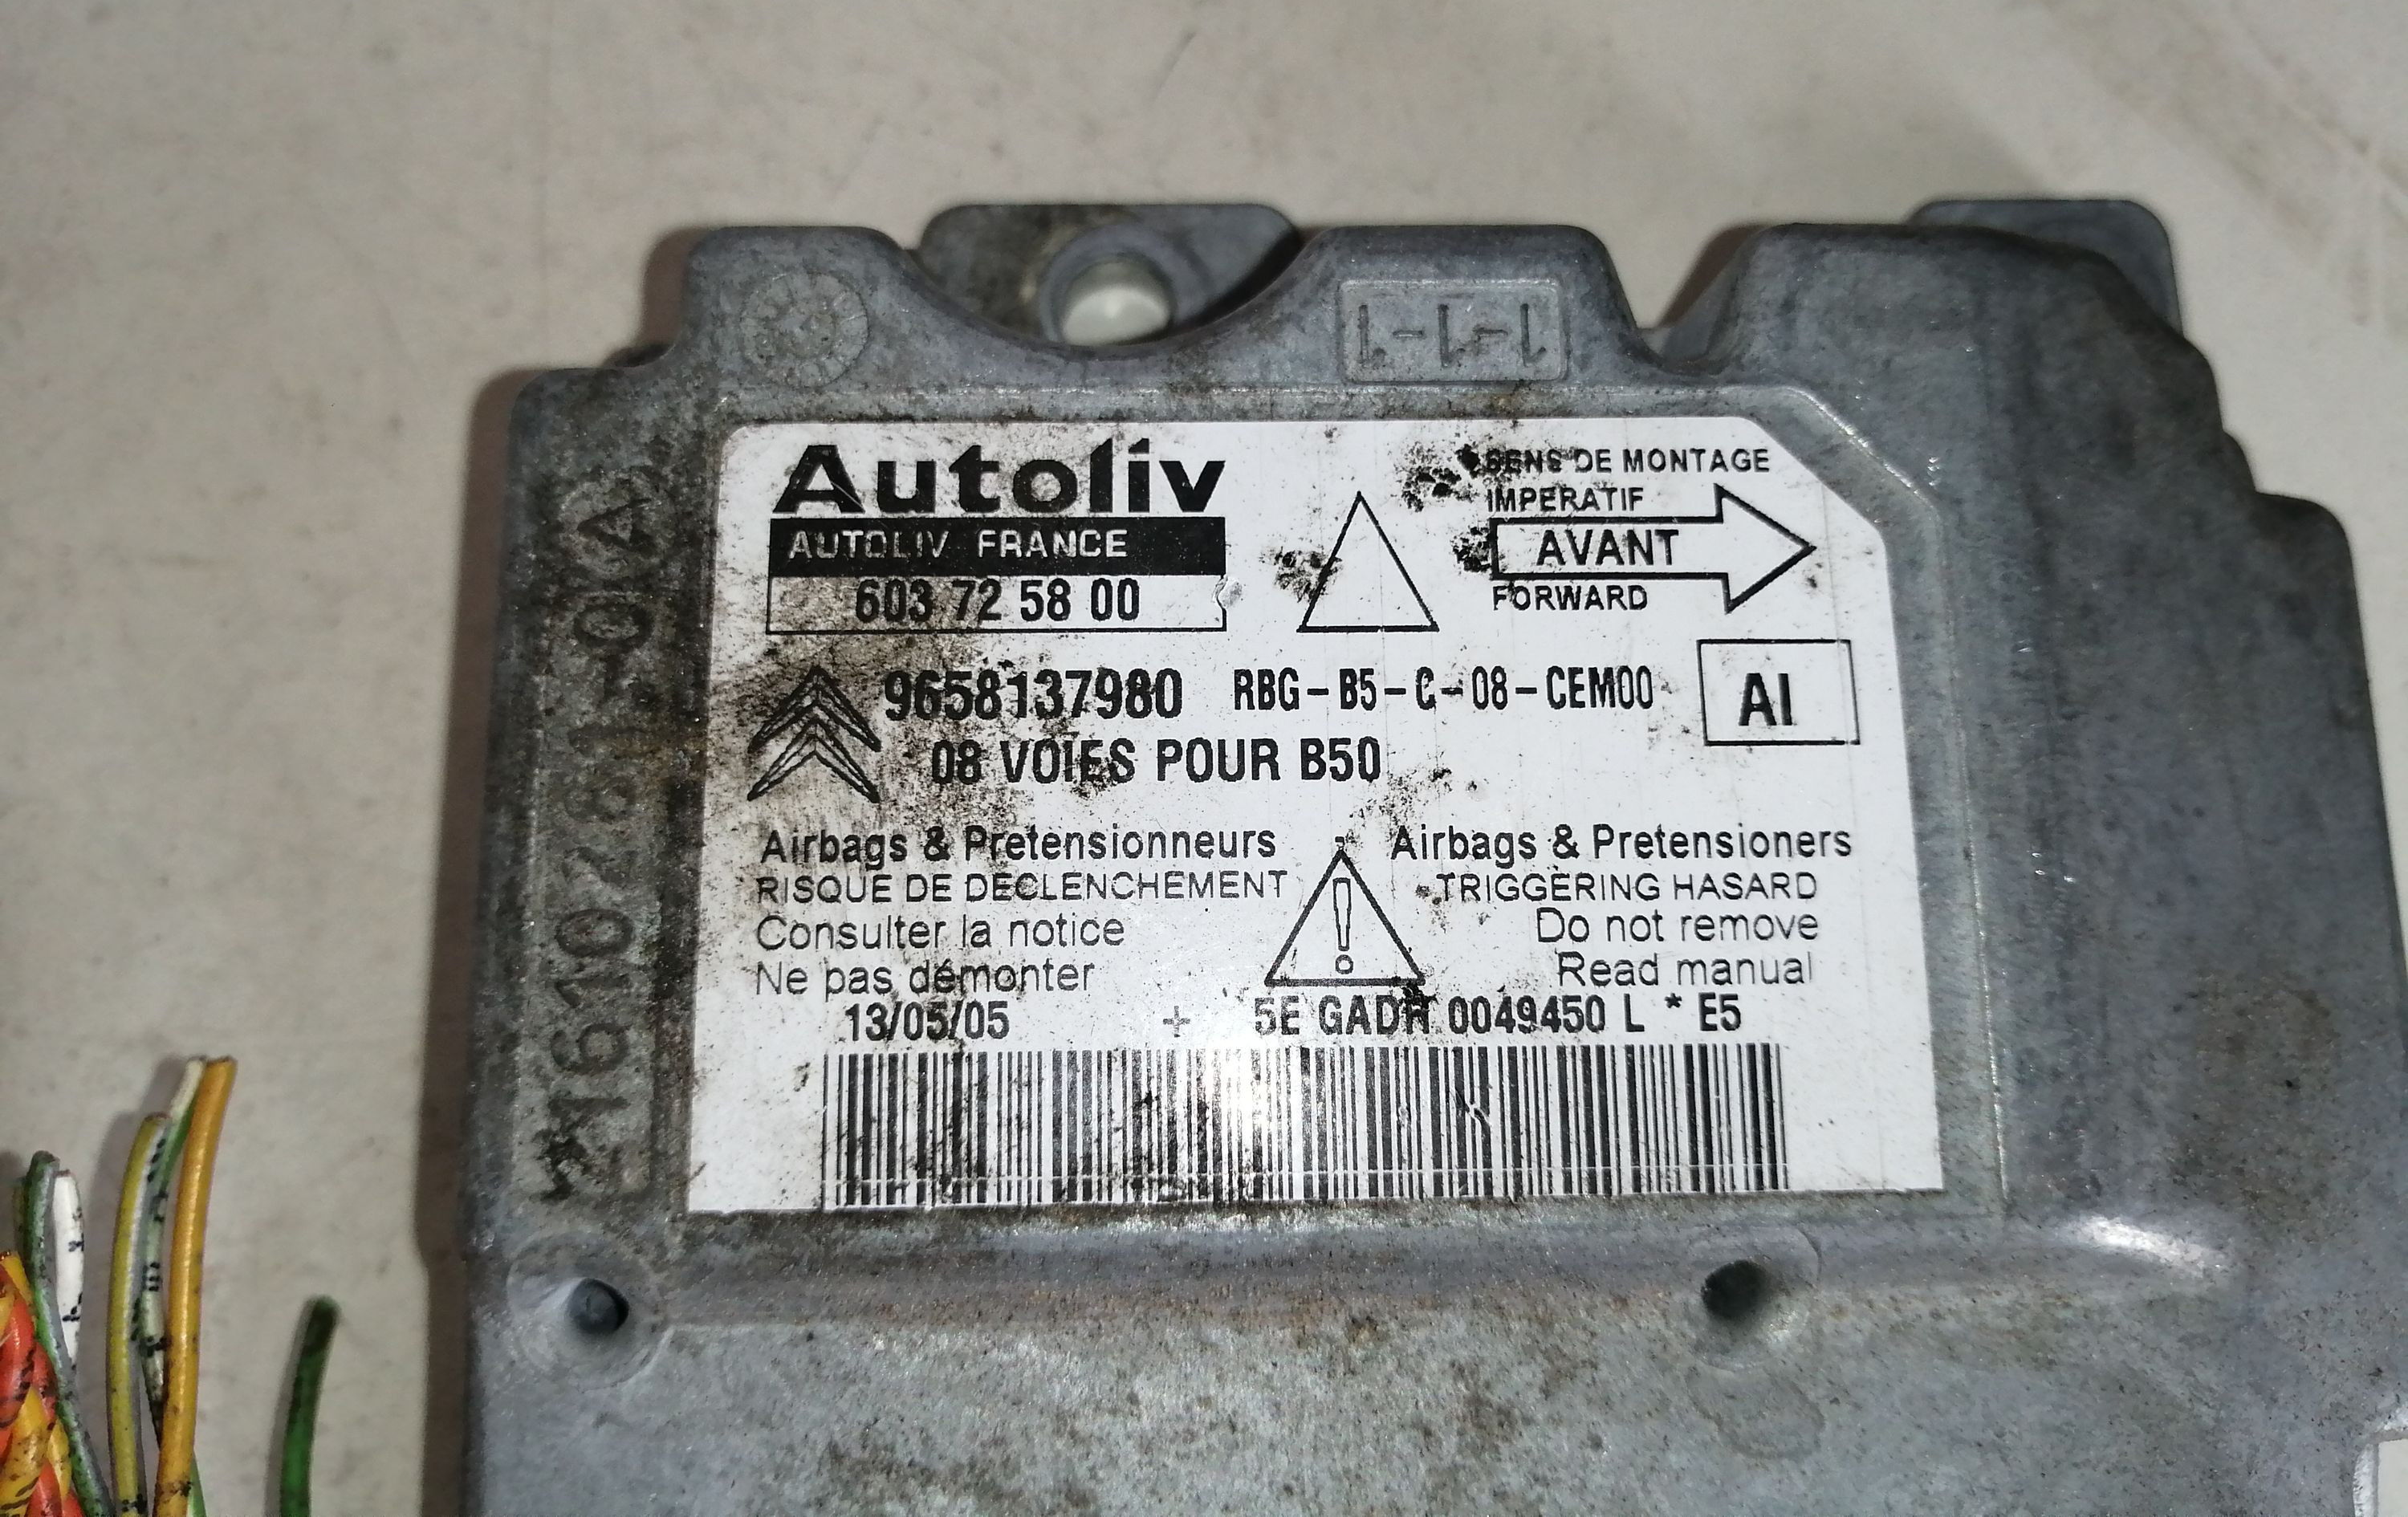 1-1-1
Autoliv
AUTOLIV FRANCE
603 72 58 00
SENS DE MONTAGE
IMPERATIF
AVANT
FORWARD
9658137980 RBG-B5-C-08-CEM00
AI
08 VOIES POUR B50
Airbags & Pretensionneurs
RISQUE DE DECLENCHEMENT
Consulter la notice
Ne pas démonter
!
Airbags & Pretensioners
TRIGGERING HASARD
Do not remove
Read manual
13/05/05 + 5E GADH 0049450 L * E5